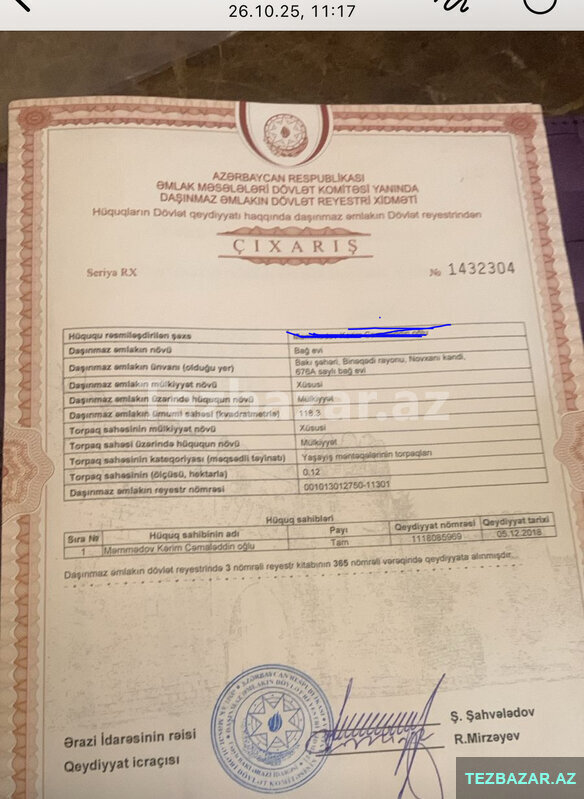 26.10.25, 11:17
AZƏRBAYCAN RESPUBLİKASI
ƏMLAK MƏSƏLƏLƏRİ DÖVLƏT KOMİTƏSİ YANINDA
DAŞINMAZ ƏMLAKIN DÖVLƏT REYESTRİ XİDMƏTİ
Hüquqların Dövlət qeydiyyatı haqqında daşınmaz əmlakın Dövlət reyestrindən
ÇIXARIŞ
Seriya RX № 1432304
Hüququ rəsmiləşdirilən şəxs
Daşınmaz əmlakın növü Bağ evi
Daşınmaz əmlakın ünvanı (olduğu yer) Bakı şəhəri, Binəqədi rayonu, Novxanı kəndi,
676A saylı bağ evi
Daşınmaz əmlakın mülkiyyət növü Xüsusi
Daşınmaz əmlakın üzərində hüququn növü Mülkiyyət
Daşınmaz əmlakın ümumi sahəsi (kvadratmetrlə) 118.3
Torpaq sahəsinin mülkiyyət növü Xüsusi
Torpaq sahəsi üzərində hüququn növü Mülkiyyət
Torpaq sahəsinin kateqoriyası (məqsədli təyinatı) Yaşayış məntəqələrinin torpaqları
Torpaq sahəsinin (ölçüsü, hektarla) 0.12
Daşınmaz əmlakın reyestr nömrəsi 001013012750-11301
Hüquq sahibləri
Sıra № Hüquq sahibinin adı Payı Qeydiyyat nömrəsi Qeydiyyat tarixi
1 Məmmədov Kərim Cəmaləddin oğlu Tam 1118085969 05.12.2018
Daşınmaz əmlakın dövlət reyestrində 3 nömrəli reyestr kitabının 365 nömrəli vərəqində qeydiyyata alınmışdır.
Ərazi İdarəsinin rəisi Ş. Şahvələdov
Qeydiyyat icraçısı R.Mirzəyev
TEZBAZAR.AZ